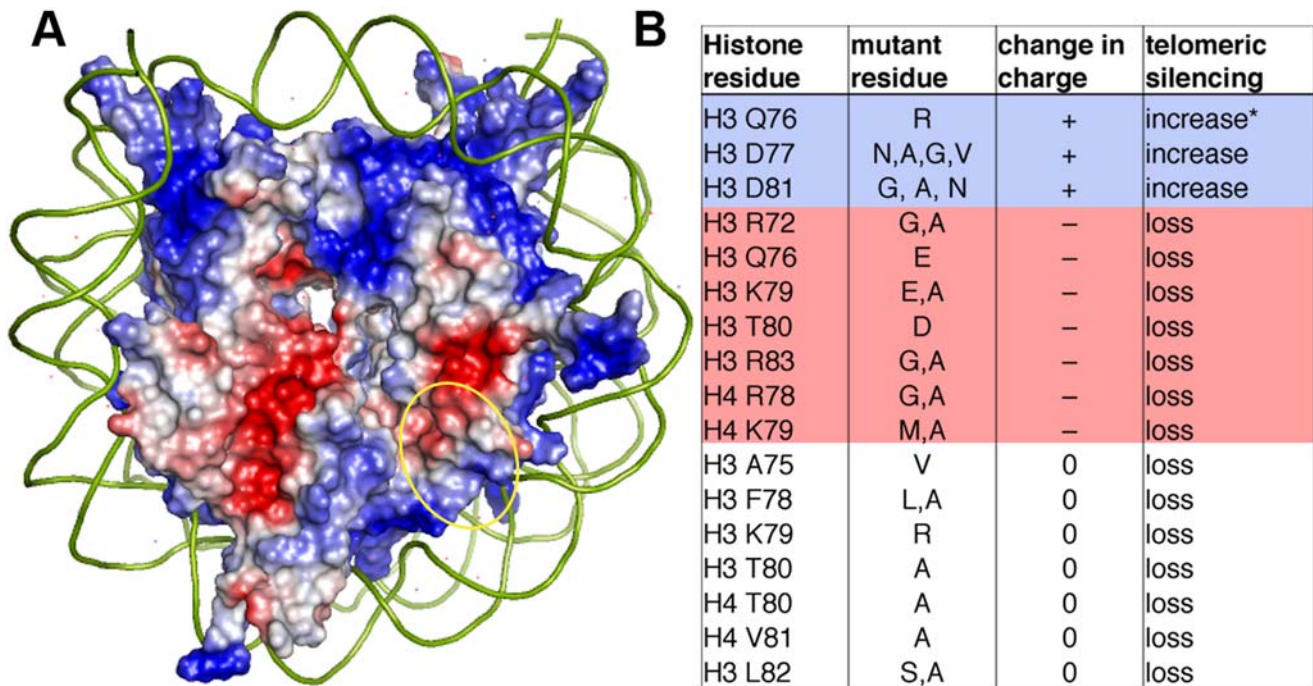 A
B
Histone residue mutant residue change in charge telomeric silencing
H3 Q76 R + increase*
H3 D77 N,A,G,V + increase
H3 D81 G, A, N + increase
H3 R72 G,A – loss
H3 Q76 E – loss
H3 K79 E,A – loss
H3 T80 D – loss
H3 R83 G,A – loss
H4 R78 G,A – loss
H4 K79 M,A – loss
H3 A75 V 0 loss
H3 F78 L,A 0 loss
H3 K79 R 0 loss
H3 T80 A 0 loss
H4 T80 A 0 loss
H4 V81 A 0 loss
H3 L82 S,A 0 loss